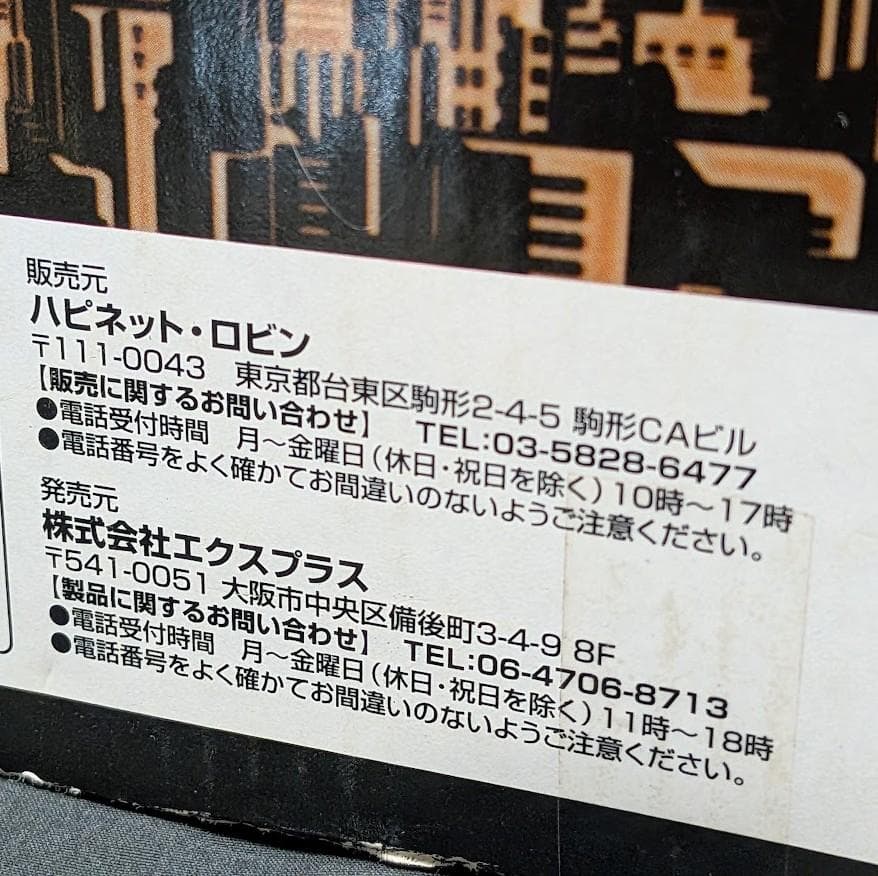 販売元
ハピネット・ロビン
〒111-0043 東京都台東区駒形2-4-5 駒形CAビル
【販売に関するお問い合わせ】 TEL:03-5828-6477
●電話受付時間 月〜金曜日(休日・祝日を除く)10時〜17時
●電話番号をよく確かてお間違いのないようご注意ください。
発売元
株式会社エクスプラス
〒541-0051 大阪市中央区備後町3-4-9 8F
【製品に関するお問い合わせ】 TEL:06-4706-8713
●電話受付時間 月〜金曜日(休日・祝日を除く)11時〜18時
●電話番号をよく確かてお間違いのないようご注意ください。